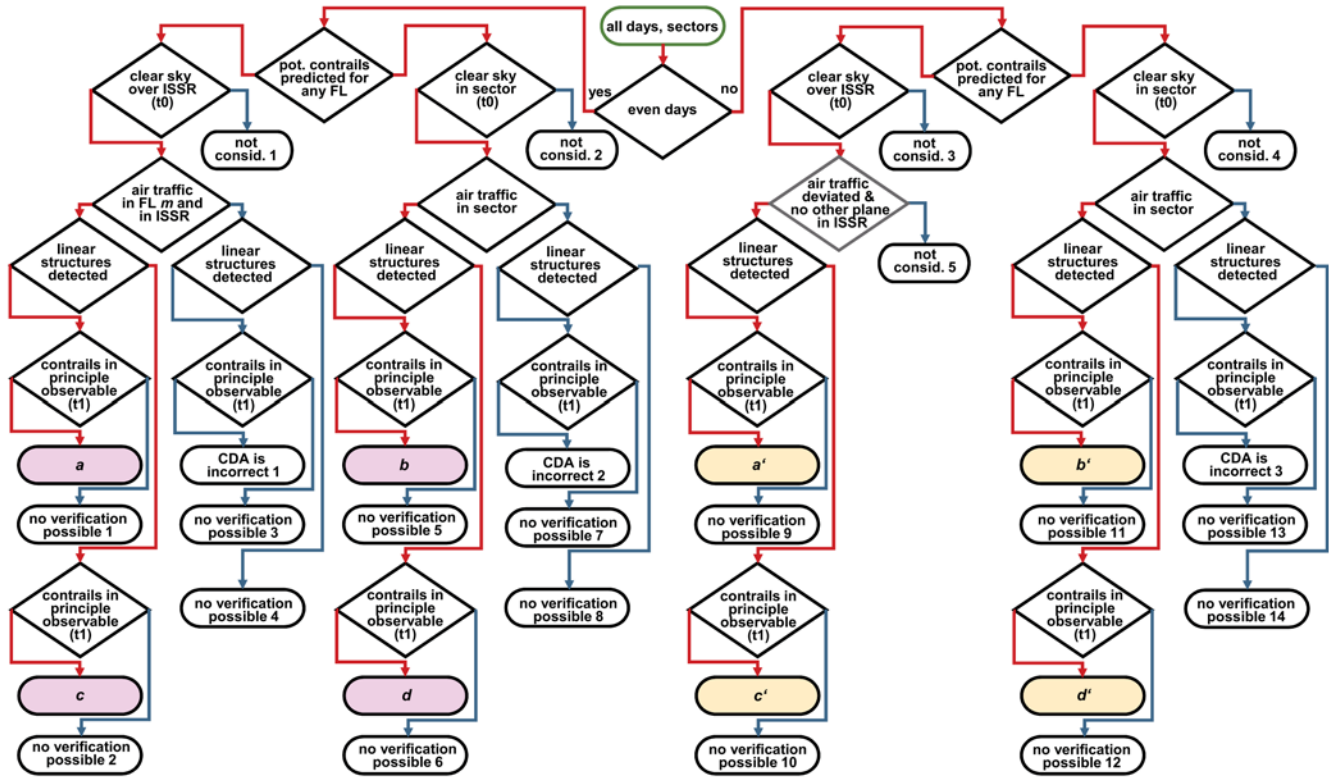 all days, sectors
even days
yes
no
pot. contrails
predicted for
any FL
clear sky
over ISSR
(t0)
not
consid. 1
clear sky
in sector
(t0)
not
consid. 2
air traffic
in FL m and
in ISSR
linear
structures
detected
contrails in
principle
observable
(t1)
a
no verification
possible 1
contrails in
principle
observable
(t1)
c
no verification
possible 2
linear
structures
detected
contrails in
principle
observable
(t1)
CDA is
incorrect 1
no verification
possible 3
no verification
possible 4
air traffic
in sector
linear
structures
detected
contrails in
principle
observable
(t1)
b
no verification
possible 5
contrails in
principle
observable
(t1)
d
no verification
possible 6
linear
structures
detected
contrails in
principle
observable
(t1)
CDA is
incorrect 2
no verification
possible 7
no verification
possible 8
pot. contrails
predicted for
any FL
clear sky
over ISSR
(t0)
not
consid. 3
clear sky
in sector
(t0)
not
consid. 4
air traffic
deviated &
no other plane
in ISSR
not
consid. 5
linear
structures
detected
contrails in
principle
observable
(t1)
a‘
no verification
possible 9
contrails in
principle
observable
(t1)
c‘
no verification
possible 10
air traffic
in sector
linear
structures
detected
contrails in
principle
observable
(t1)
b‘
no verification
possible 11
contrails in
principle
observable
(t1)
d‘
no verification
possible 12
linear
structures
detected
contrails in
principle
observable
(t1)
CDA is
incorrect 3
no verification
possible 13
no verification
possible 14